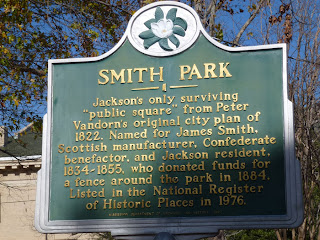 SMITH PARK
Jackson's only surviving
"public square" from Peter
Vandorn's original city plan of
1822. Named for James Smith,
Scottish manufacturer, Confederate
benefactor, and Jackson resident,
1834-1855, who donated funds for
a fence around the park in 1884.
Listed in the National Register
of Historic Places in 1976.